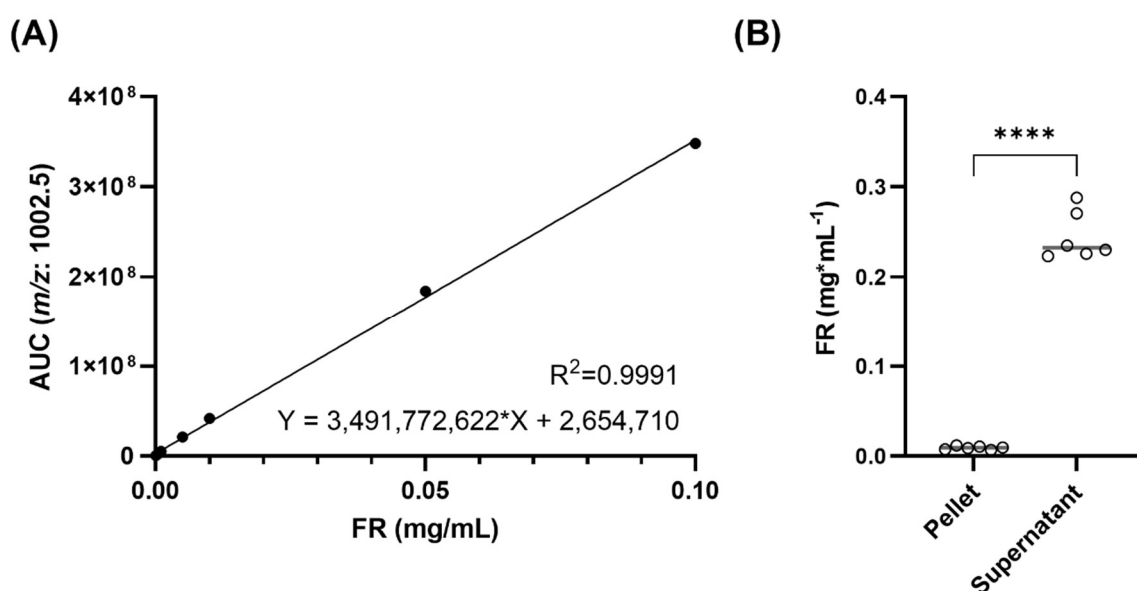 (A)
4×10⁸
3×10⁸
2×10⁸
1×10⁸
0
AUC (m/z: 1002.5)
R²=0.9991
Y = 3,491,772,622*X + 2,654,710
0.00
0.05
0.10
FR (mg/mL)
(B)
0.4
0.3
0.2
0.1
0.0
FR (mg*mL⁻¹)
****
Pellet
Supernatant